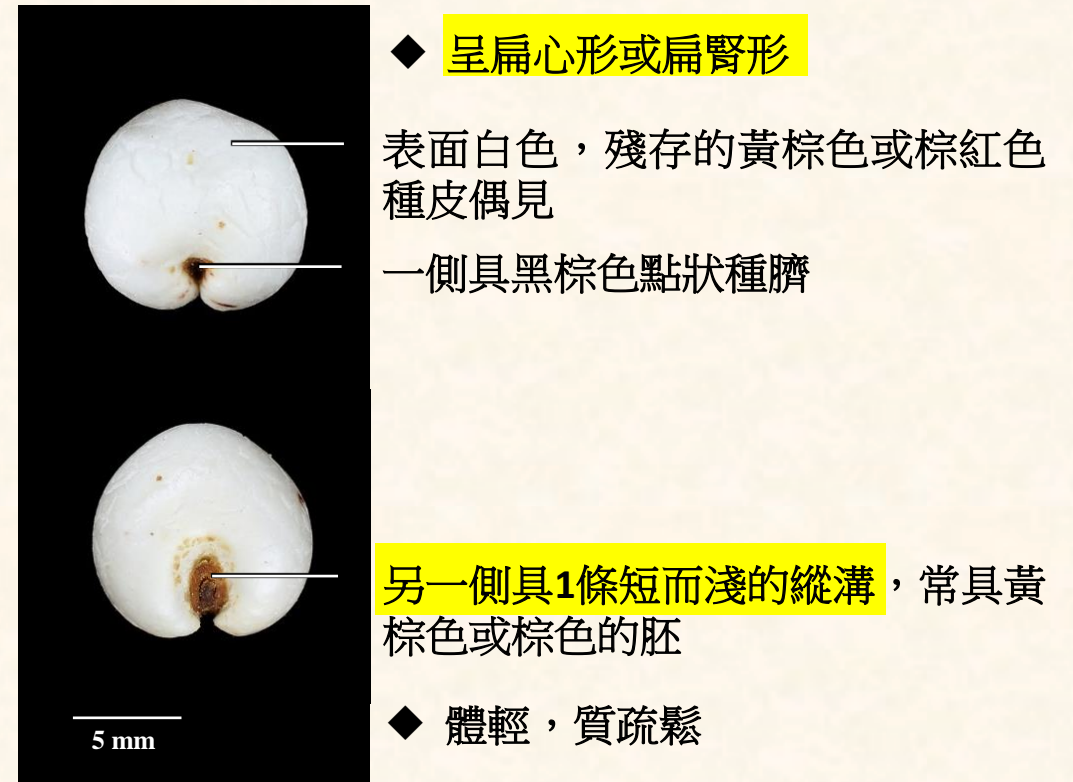 ◆ 呈扁心形或扁腎形
表面白色，殘存的黃棕色或棕紅色
種皮偶見
一側具黑棕色點狀種臍
另一側具1條短而淺的縱溝，常具黃
棕色或棕色的胚
◆ 體輕，質疏鬆
5 mm